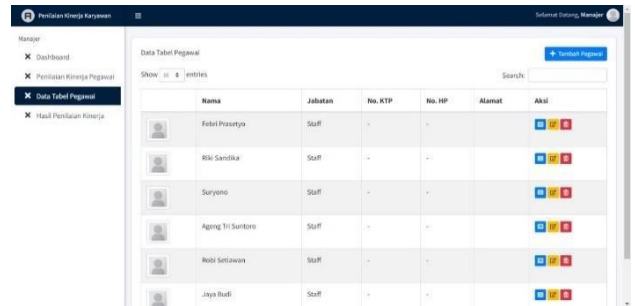 Penilaian Kinerja Karyawan
Selamat Datang, Manajer
Manajer
Dashboard
Penilaian Kinerja Pegawai
Data Tabel Pegawai
Hasil Penilaian Kinerja
Data Tabel Pegawai
+ Tambah Pegawai
Show 10 entries
Search:
Nama Jabatan No. KTP No. HP Alamat Aksi
Febri Prasetyo Staff - -
Riki Sandika Staff - -
Suryono Staff - -
Ageng Tri Suntoro Staff - -
Robi Setiawan Staff - -
Jaya Budi Staff - -